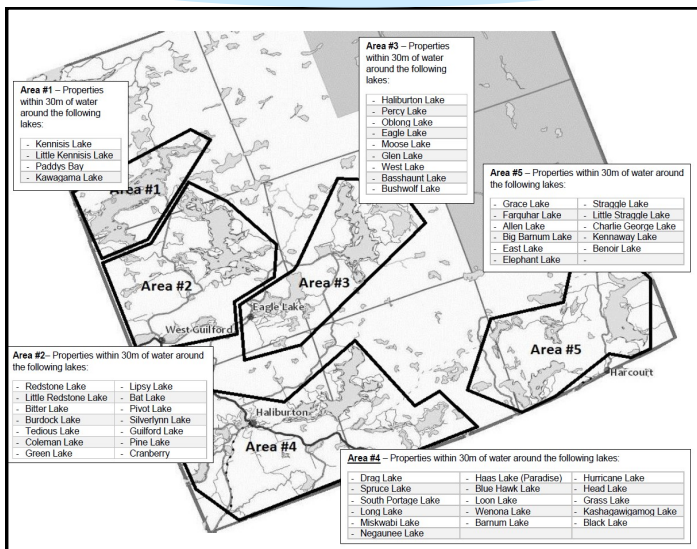 Area #1 – Properties
within 30m of water
around the following
lakes:
- Kennisis Lake
- Little Kennisis Lake
- Paddys Bay
- Kawagama Lake
Area #3 – Properties
within 30m of water
around the following
lakes:
- Haliburton Lake
- Percy Lake
- Oblong Lake
- Eagle Lake
- Moose Lake
- Glen Lake
- West Lake
- Basshaunt Lake
- Bushwolf Lake
Area #5 – Properties within 30m of water around
the following lakes:
- Grace Lake - Straggle Lake
- Farquhar Lake - Little Straggle Lake
- Allen Lake - Charlie George Lake
- Big Barnum Lake - Kennaway Lake
- East Lake - Benoir Lake
- Elephant Lake -
Area #1
Area #2
Area #3
Eagle Lake
West Guilford
Area #5
Harcourt
Area #2– Properties within 30m of water around
the following lakes:
- Redstone Lake - Lipsy Lake
- Little Redstone Lake - Bat Lake
- Bitter Lake - Pivot Lake
- Burdock Lake - Silverlynn Lake
- Tedious Lake - Guilford Lake
- Coleman Lake - Pine Lake
- Green Lake - Cranberry
Haliburton
Area #4
Area #4 – Properties within 30m of water around the following lakes:
- Drag Lake - Haas Lake (Paradise) - Hurricane Lake
- Spruce Lake - Blue Hawk Lake - Head Lake
- South Portage Lake - Loon Lake - Grass Lake
- Long Lake - Wenona Lake - Kashagawigamog Lake
- Miskwabi Lake - Barnum Lake - Black Lake
- Negaunee Lake